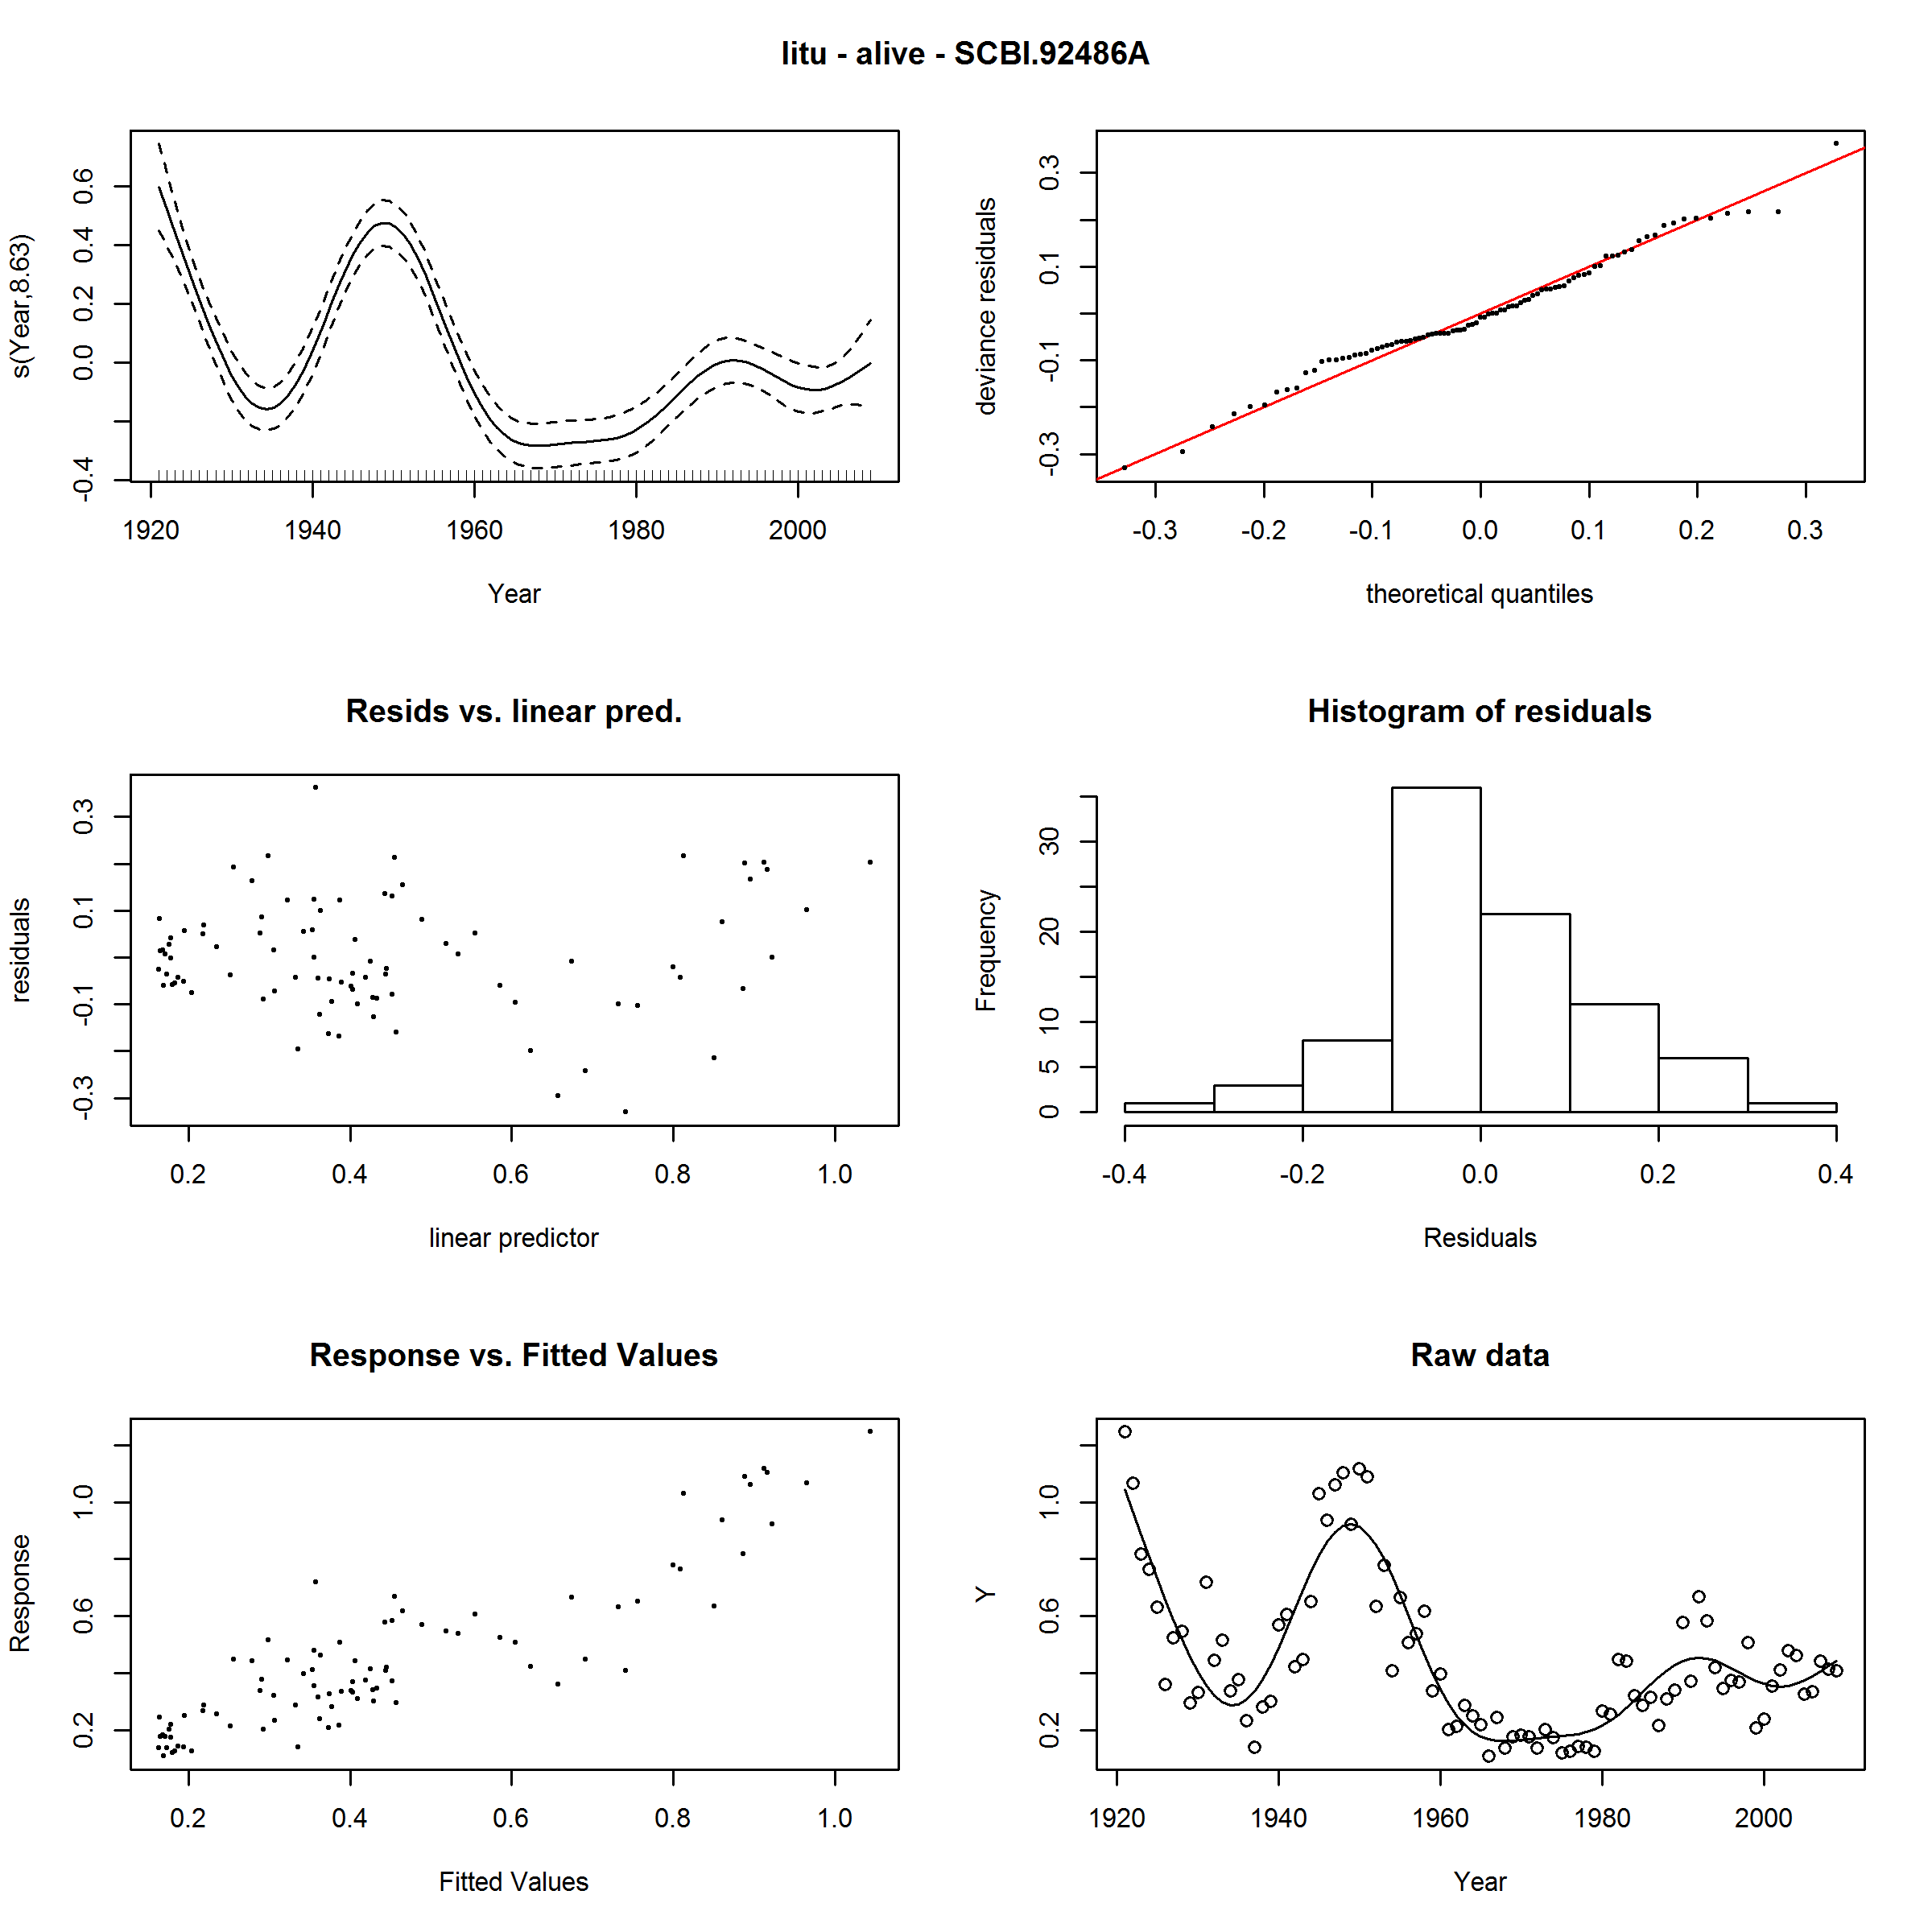 litu - alive - SCBI.92486A
s(Year,8.63)
-0.4 0.0 0.2 0.4 0.6
1920 1940 1960 1980 2000
Year
deviance residuals
-0.3 -0.1 0.1 0.3
-0.3 -0.2 -0.1 0.0 0.1 0.2 0.3
theoretical quantiles
Resids vs. linear pred.
residuals
-0.3 -0.1 0.1 0.3
0.2 0.4 0.6 0.8 1.0
linear predictor
Histogram of residuals
Frequency
0 5 10 20 30
-0.4 -0.2 0.0 0.2 0.4
Residuals
Response vs. Fitted Values
Response
0.2 0.6 1.0
0.2 0.4 0.6 0.8 1.0
Fitted Values
Raw data
Y
0.2 0.6 1.0
1920 1940 1960 1980 2000
Year